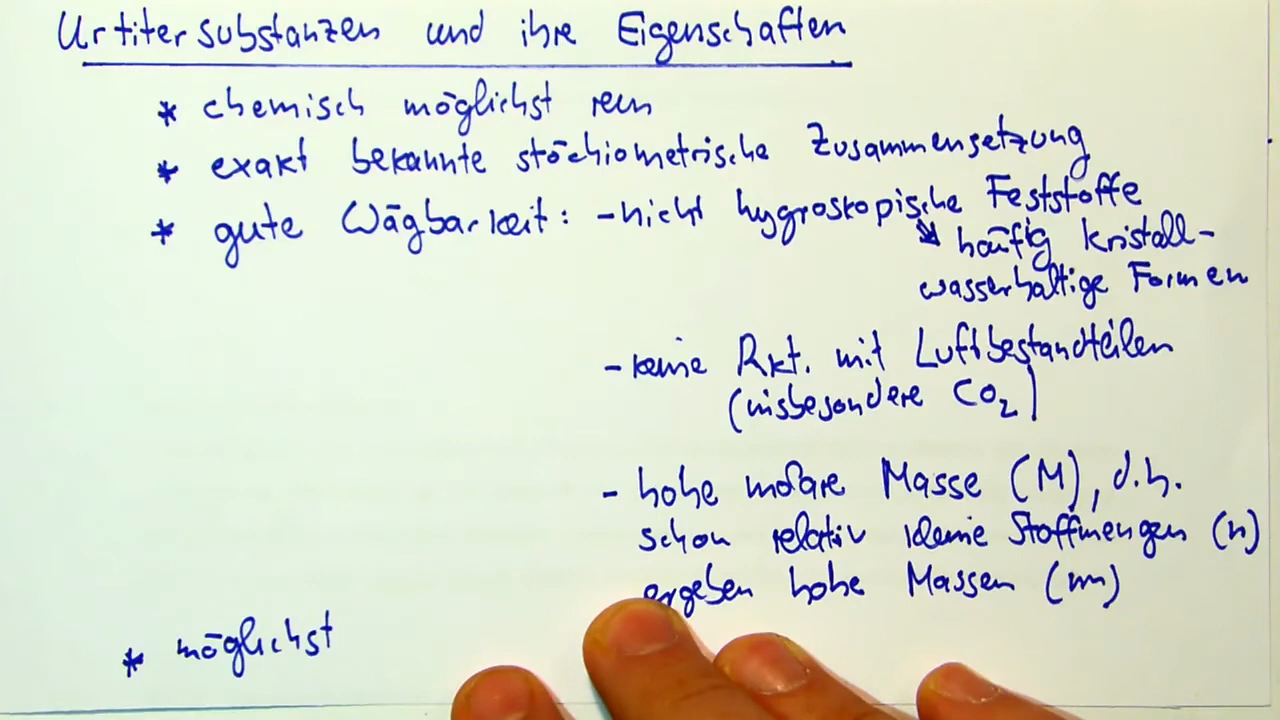 Urtitersubstanzen und ihre Eigenschaften
* chemisch möglichst rein
* exakt bekannte stöchiometrische Zusammensetzung
* gute Wägbarkeit: - nicht hygroskopische Feststoffe
↘ häufig kristall-
wasserhaltige Formen
- keine Rkt. mit Luftbestandteilen
(insbesondere CO₂)
- hohe molare Masse (M), d.h.
schon relativ kleine Stoffmengen (n)
ergeben hohe Massen (m)
* möglichst